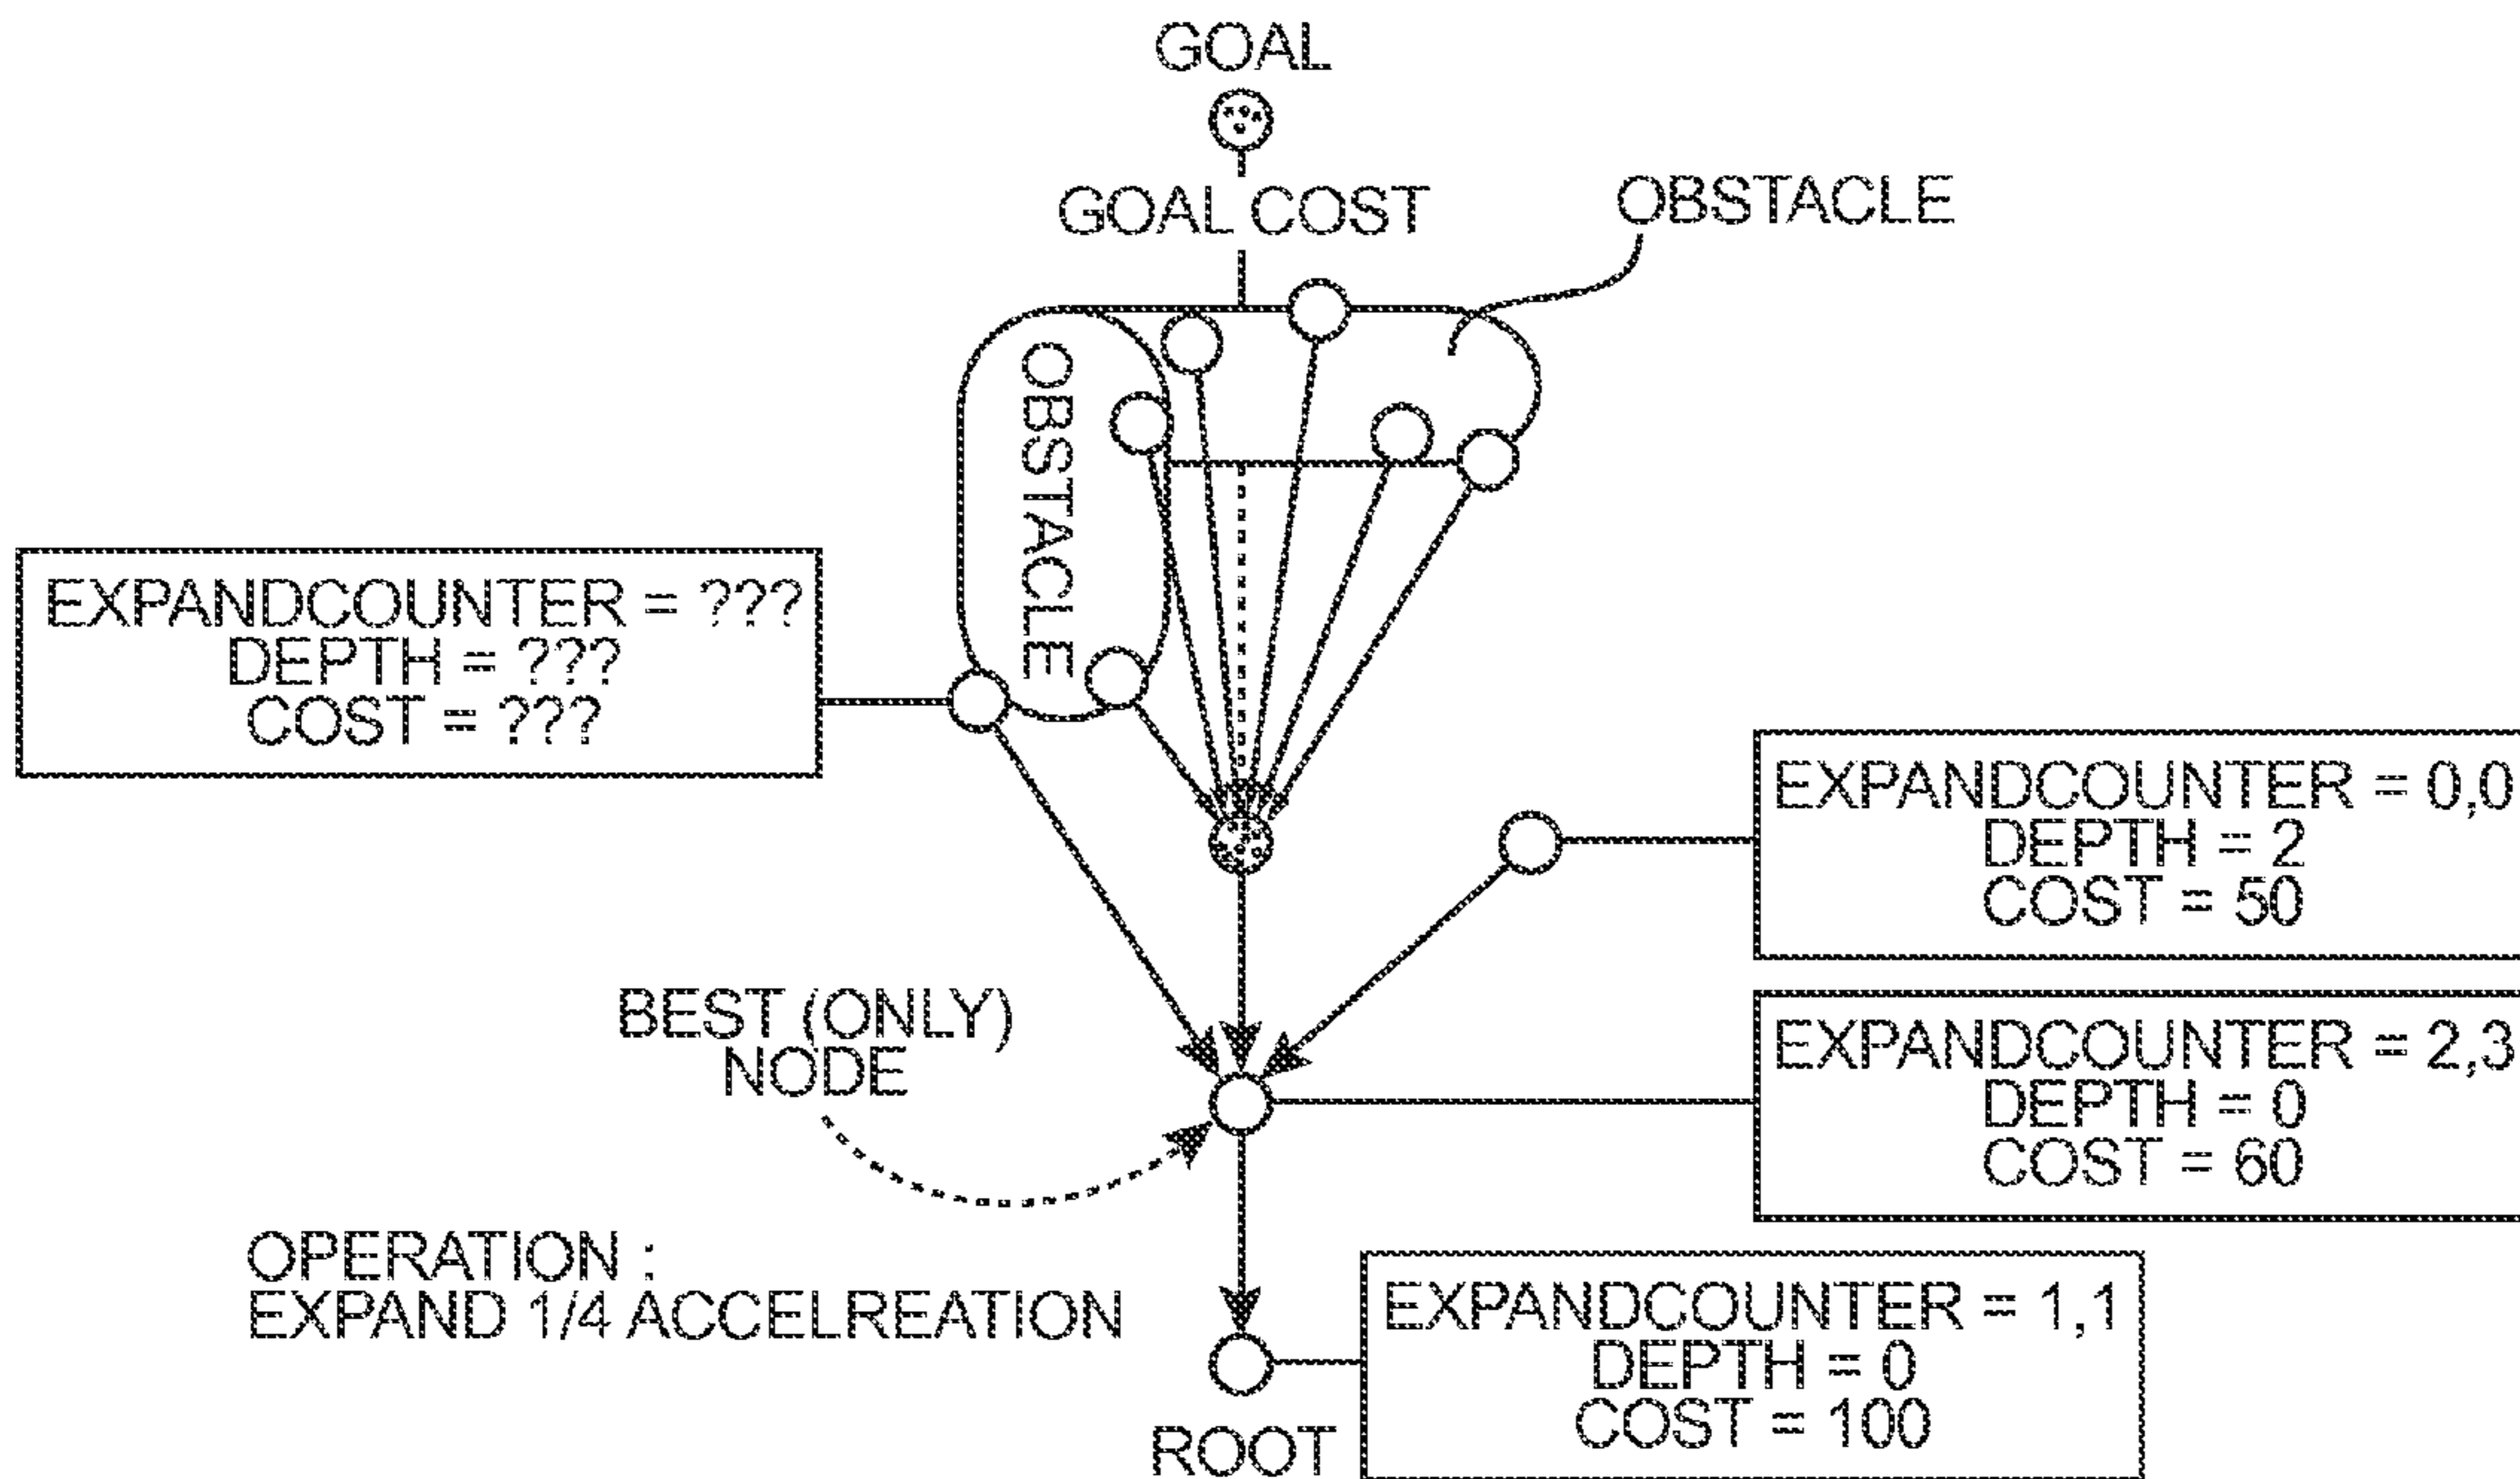 GOAL
GOAL COST
OBSTACLE
OBSTACLE
EXPANDCOUNTER = ???
DEPTH = ???
COST = ???
EXPANDCOUNTER = 0,0
DEPTH = 2
COST = 50
BEST (ONLY)
NODE
EXPANDCOUNTER = 2,3
DEPTH = 0
COST = 60
OPERATION :
EXPAND 1/4 ACCELREATION
EXPANDCOUNTER = 1,1
DEPTH = 0
COST = 100
ROOT